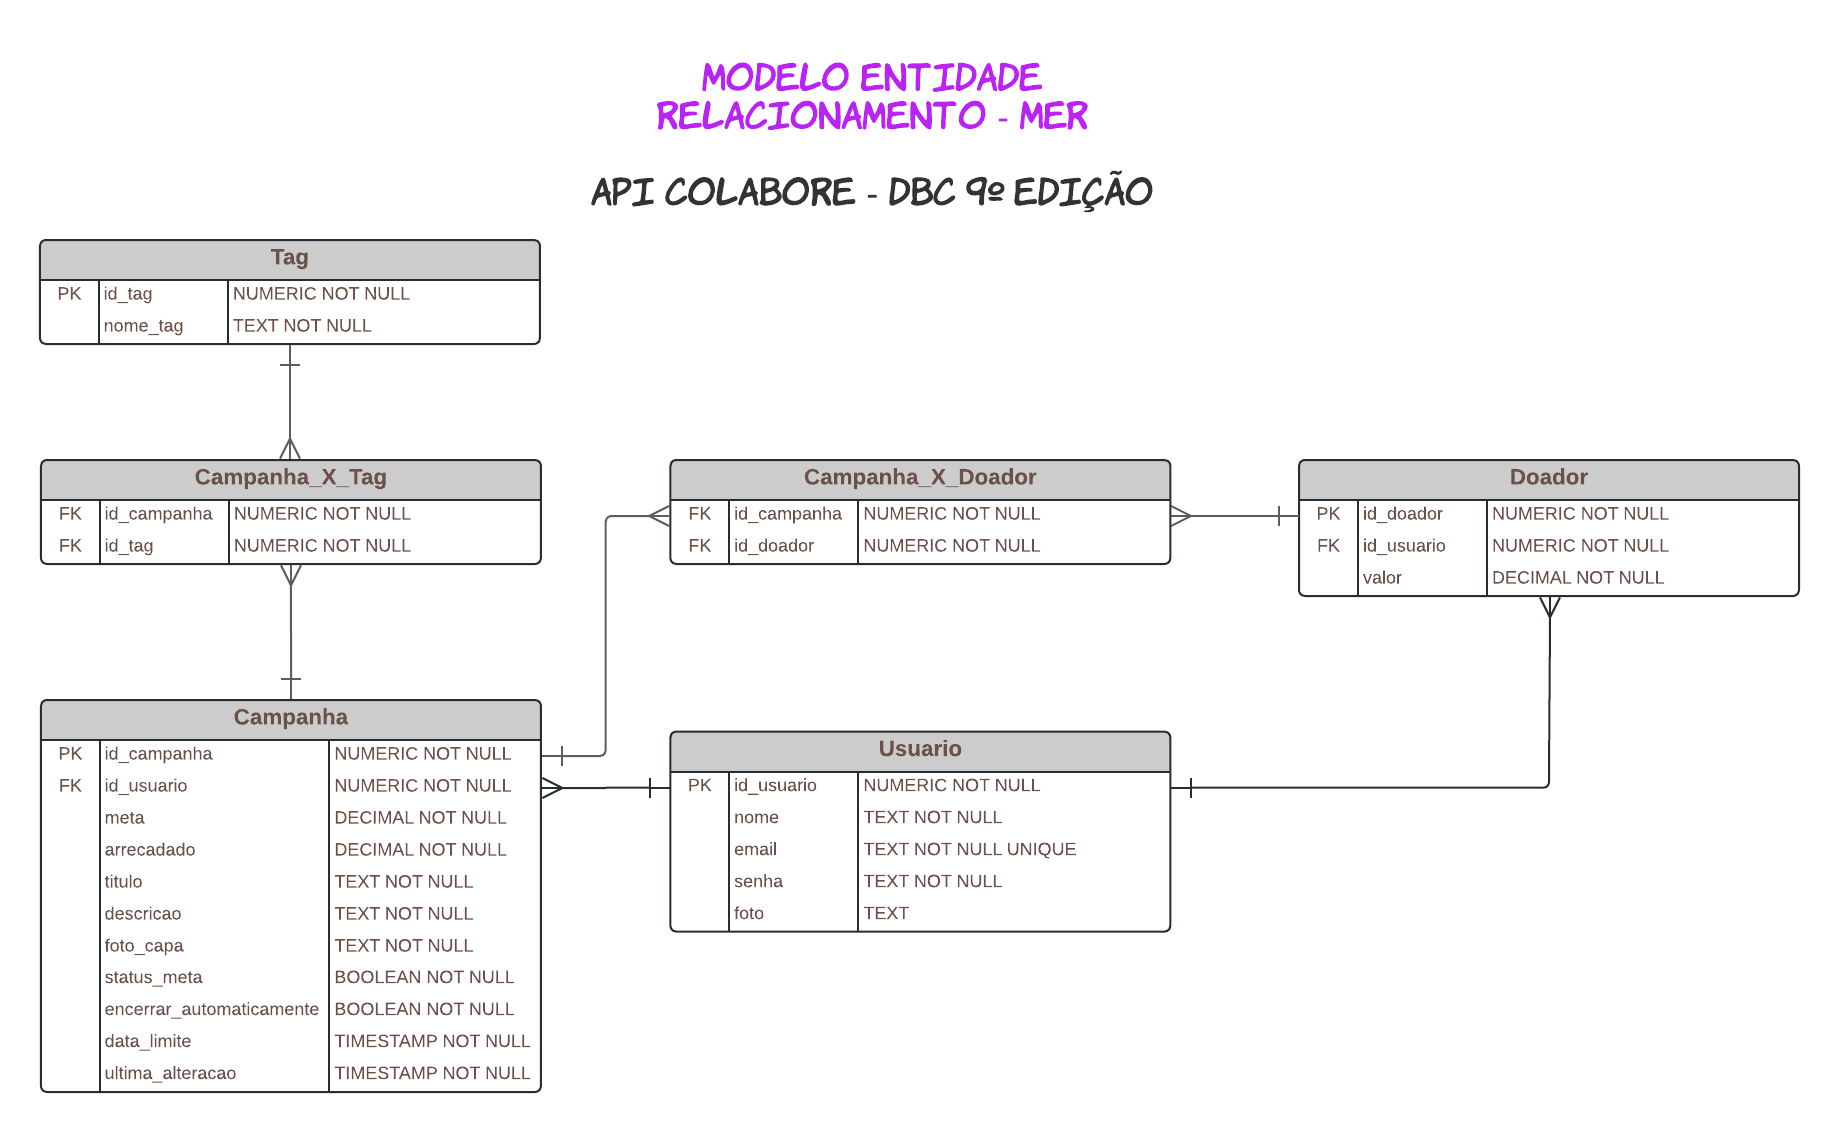 MODELO ENTIDADE
RELACIONAMENTO - MER
API COLABORE - DBC 9º EDIÇÃO
Tag
PK id_tag NUMERIC NOT NULL
nome_tag TEXT NOT NULL
Campanha_X_Tag
FK id_campanha NUMERIC NOT NULL
FK id_tag NUMERIC NOT NULL
Campanha_X_Doador
FK id_campanha NUMERIC NOT NULL
FK id_doador NUMERIC NOT NULL
Doador
PK id_doador NUMERIC NOT NULL
FK id_usuario NUMERIC NOT NULL
valor DECIMAL NOT NULL
Campanha
PK id_campanha NUMERIC NOT NULL
FK id_usuario NUMERIC NOT NULL
meta DECIMAL NOT NULL
arrecadado DECIMAL NOT NULL
titulo TEXT NOT NULL
descricao TEXT NOT NULL
foto_capa TEXT NOT NULL
status_meta BOOLEAN NOT NULL
encerrar_automaticamente BOOLEAN NOT NULL
data_limite TIMESTAMP NOT NULL
ultima_alteracao TIMESTAMP NOT NULL
Usuario
PK id_usuario NUMERIC NOT NULL
nome TEXT NOT NULL
email TEXT NOT NULL UNIQUE
senha TEXT NOT NULL
foto TEXT